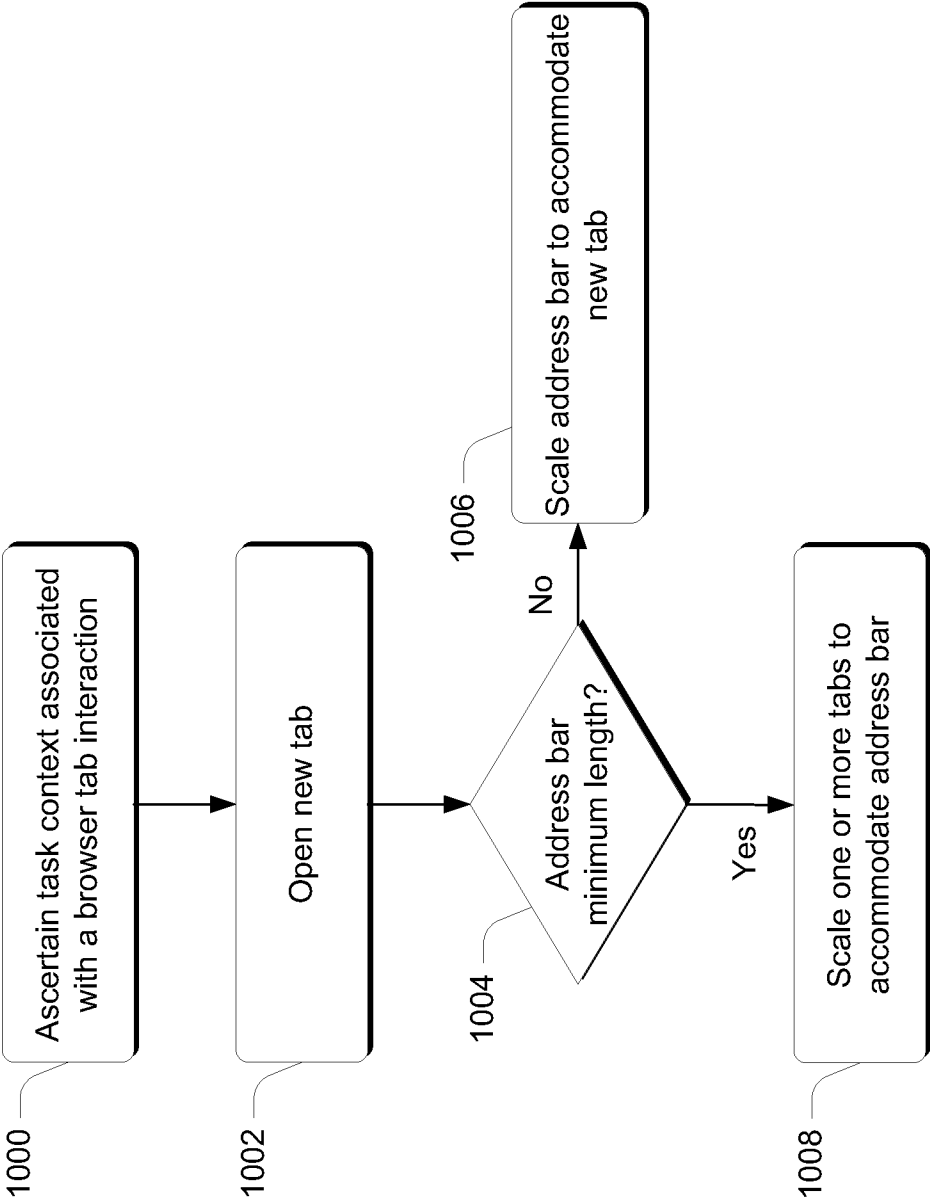 1000
Ascertain task context associated
with a browser tab interaction
1002
Open new tab
1004
Address bar
minimum length?
No
1006
Scale address bar to accommodate
new tab
Yes
1008
Scale one or more tabs to
accommodate address bar